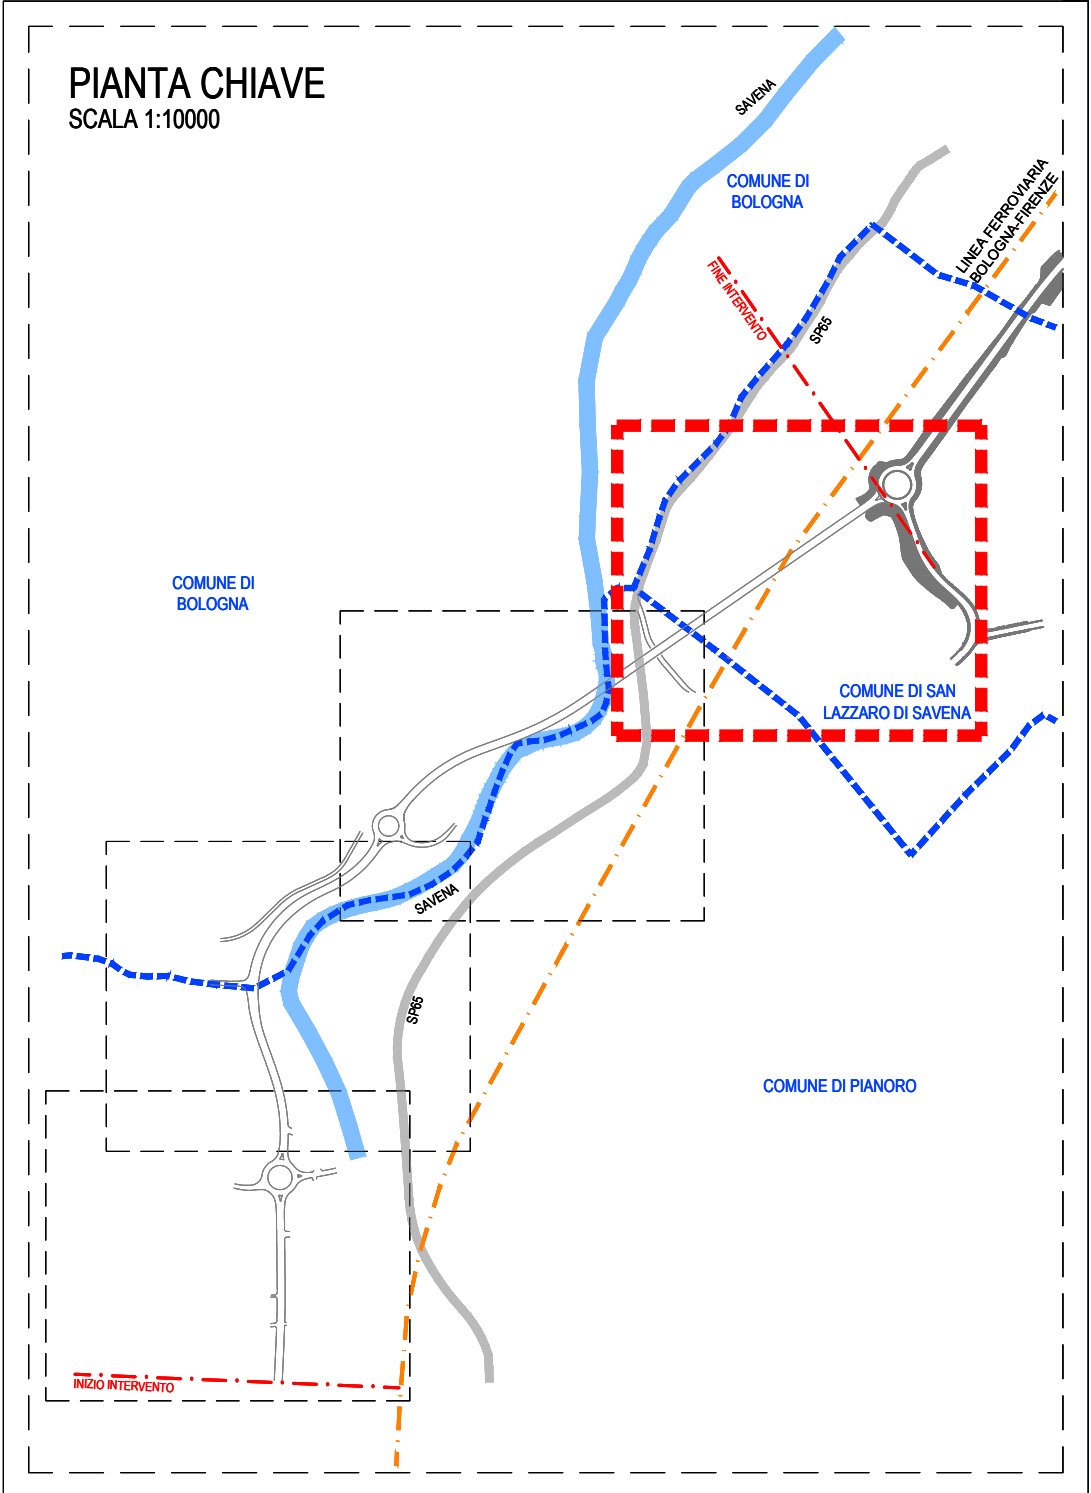 PIANTA CHIAVE
SCALA 1:10000
SAVENA
COMUNE DI
BOLOGNA
LINEA FERROVIARIA
BOLOGNA-FIRENZE
FINE INTERVENTO
SP65
COMUNE DI
BOLOGNA
COMUNE DI SAN
LAZZARO DI SAVENA
SAVENA
SP65
COMUNE DI PIANORO
INIZIO INTERVENTO